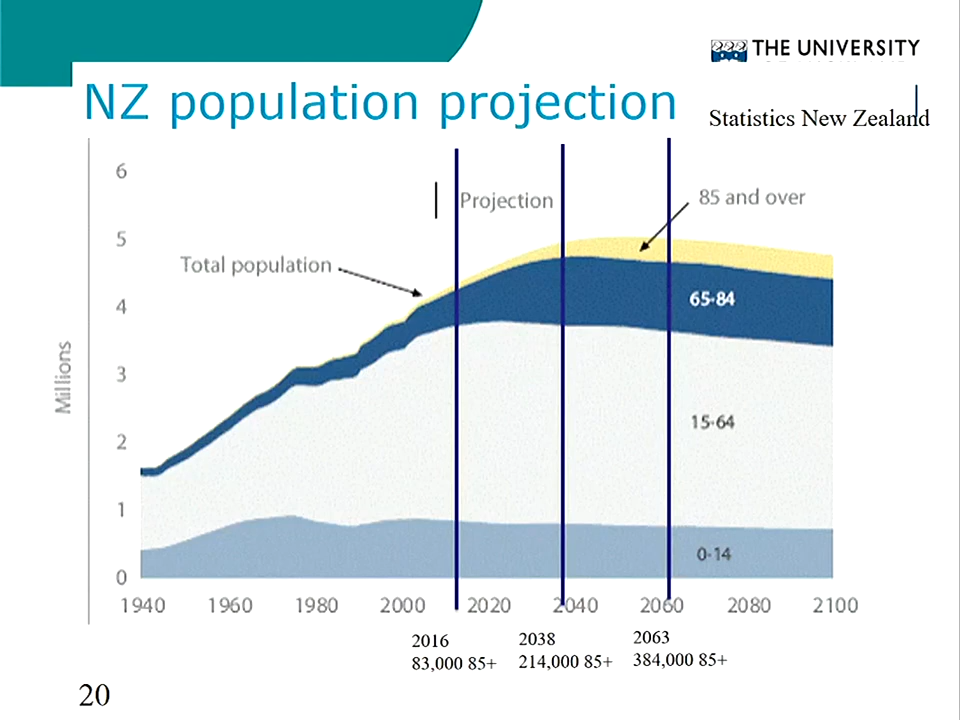 THE UNIVERSITY
NZ population projection
Statistics New Zealand
6
Projection
85 and over
5
Total population
4
65-84
Millions
3
15-64
2
1
0-14
0
1940 1960 1980 2000 2020 2040 2060 2080 2100
2016 2038 2063
83,000 85+ 214,000 85+ 384,000 85+
20